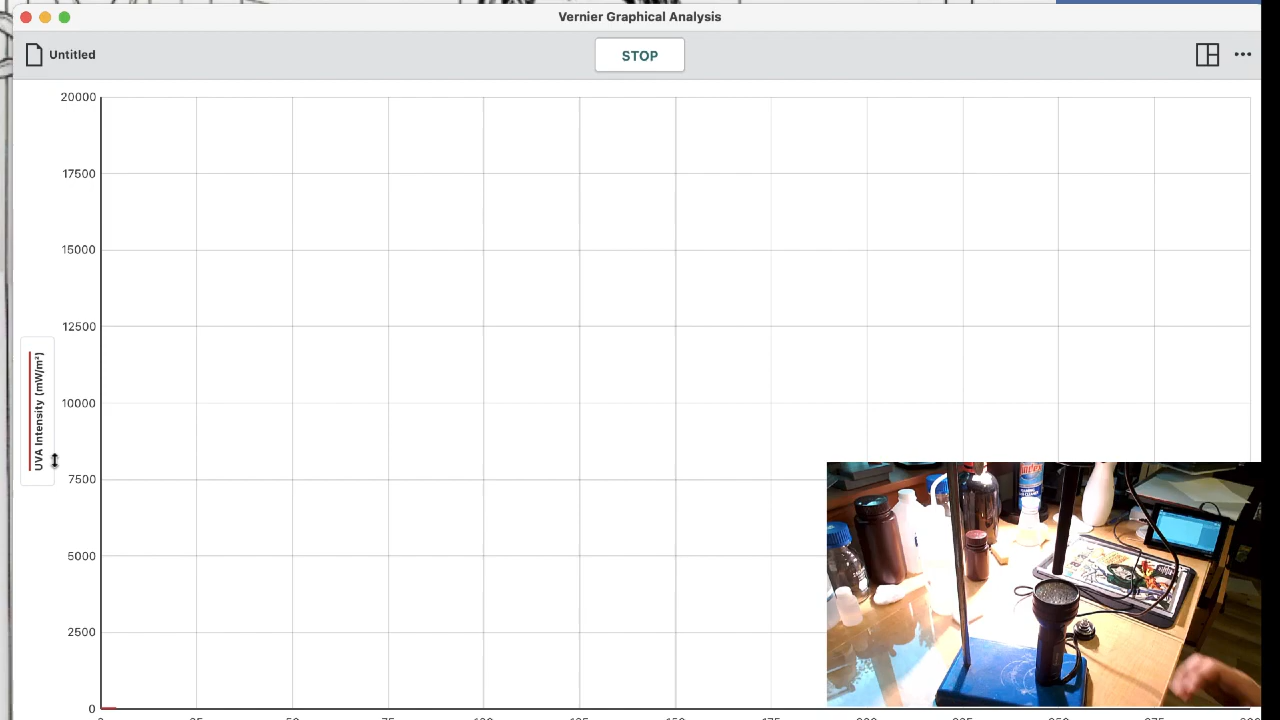 Vernier Graphical Analysis
Untitled
STOP
20000
17500
15000
12500
10000
7500
5000
2500
0
UVA Intensity (mW/m²)